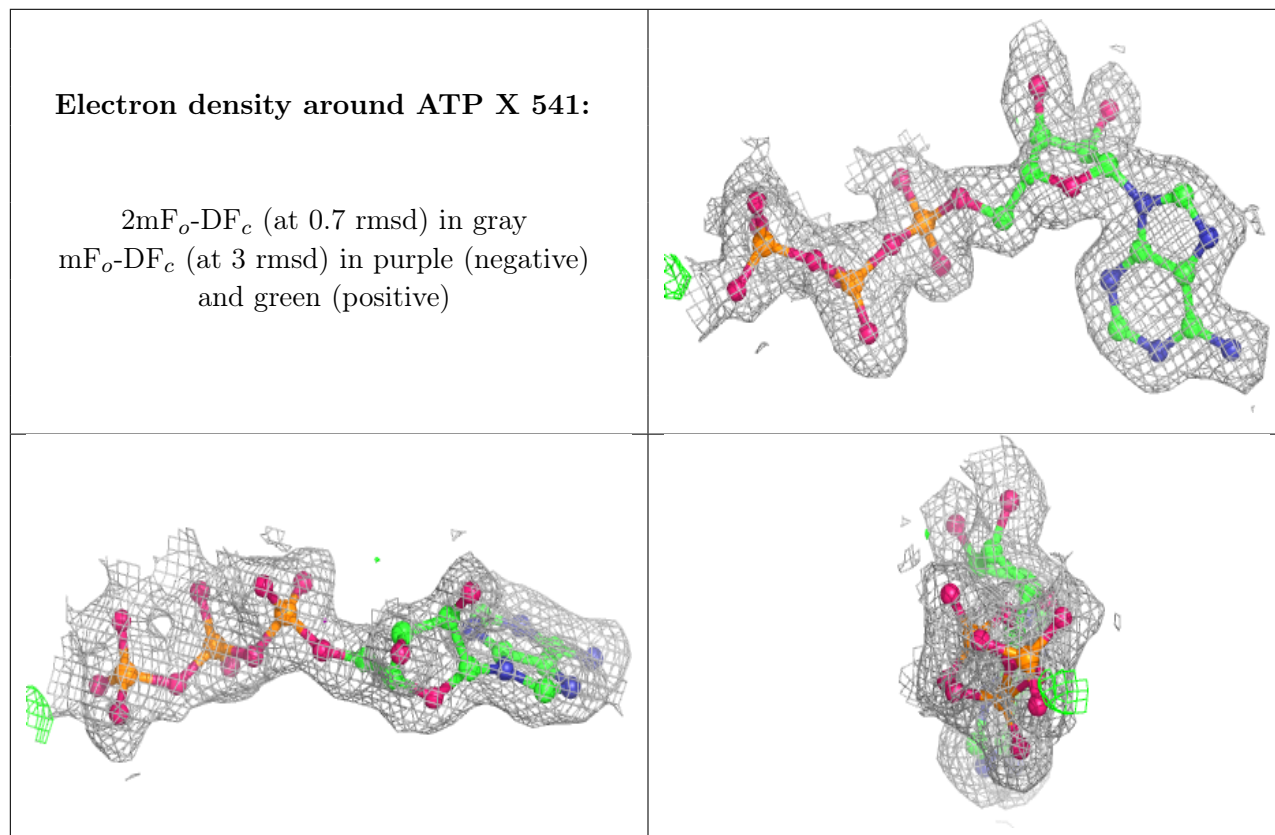 Electron density around ATP X 541:
2mFo-DFc (at 0.7 rmsd) in gray
mFo-DFc (at 3 rmsd) in purple (negative)
and green (positive)